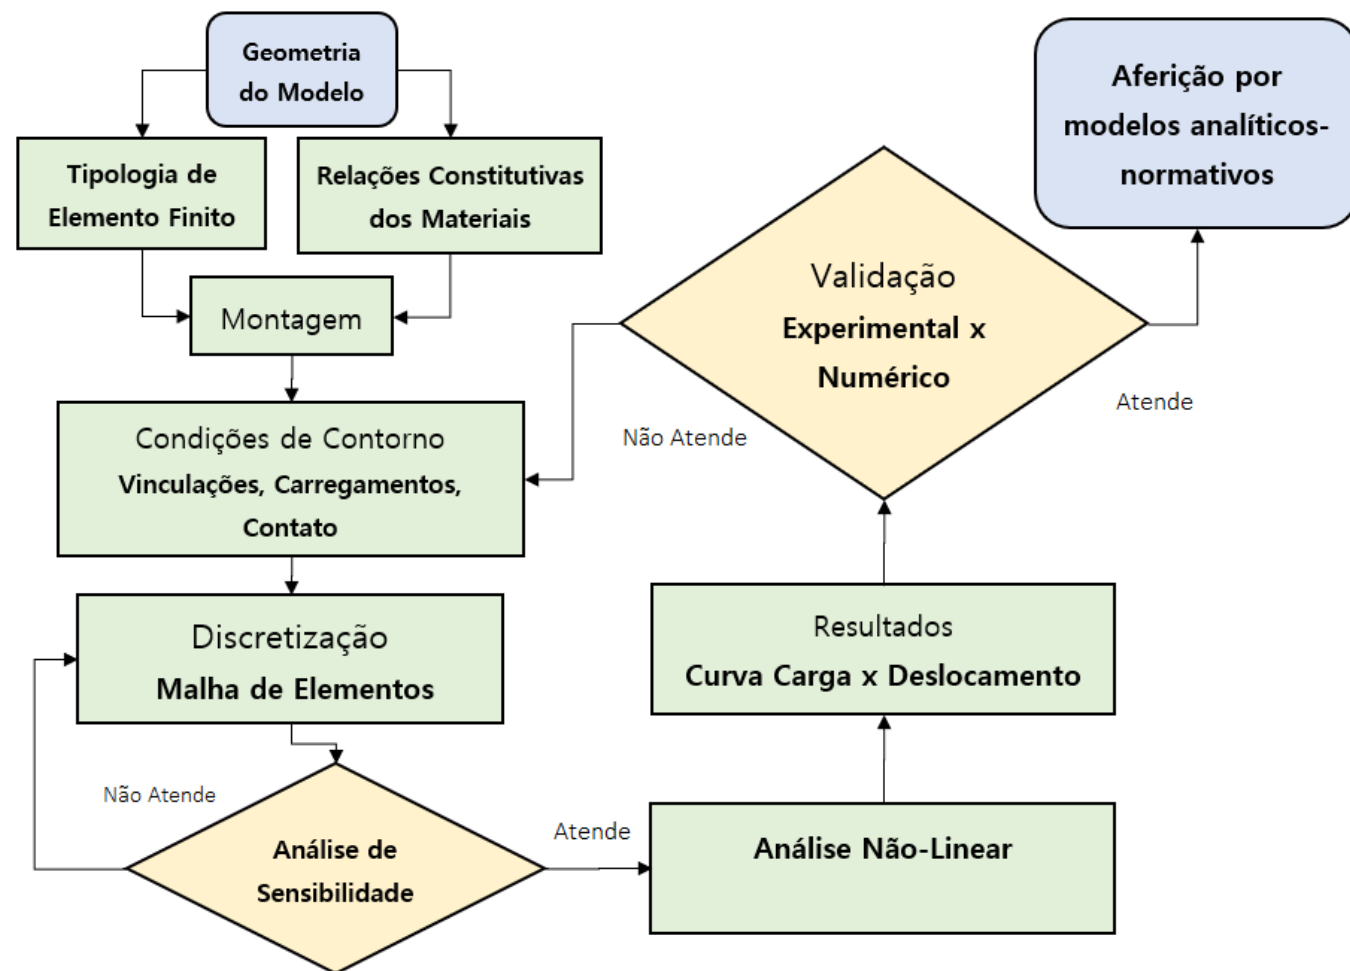 Geometria
do Modelo
Tipologia de
Elemento Finito
Relações Constitutivas
dos Materiais
Montagem
Condições de Contorno
Vinculações, Carregamentos,
Contato
Discretização
Malha de Elementos
Não Atende
Análise de
Sensibilidade
Atende
Análise Não-Linear
Resultados
Curva Carga x Deslocamento
Validação
Experimental x
Numérico
Não Atende
Atende
Aferição por
modelos analíticos-
normativos